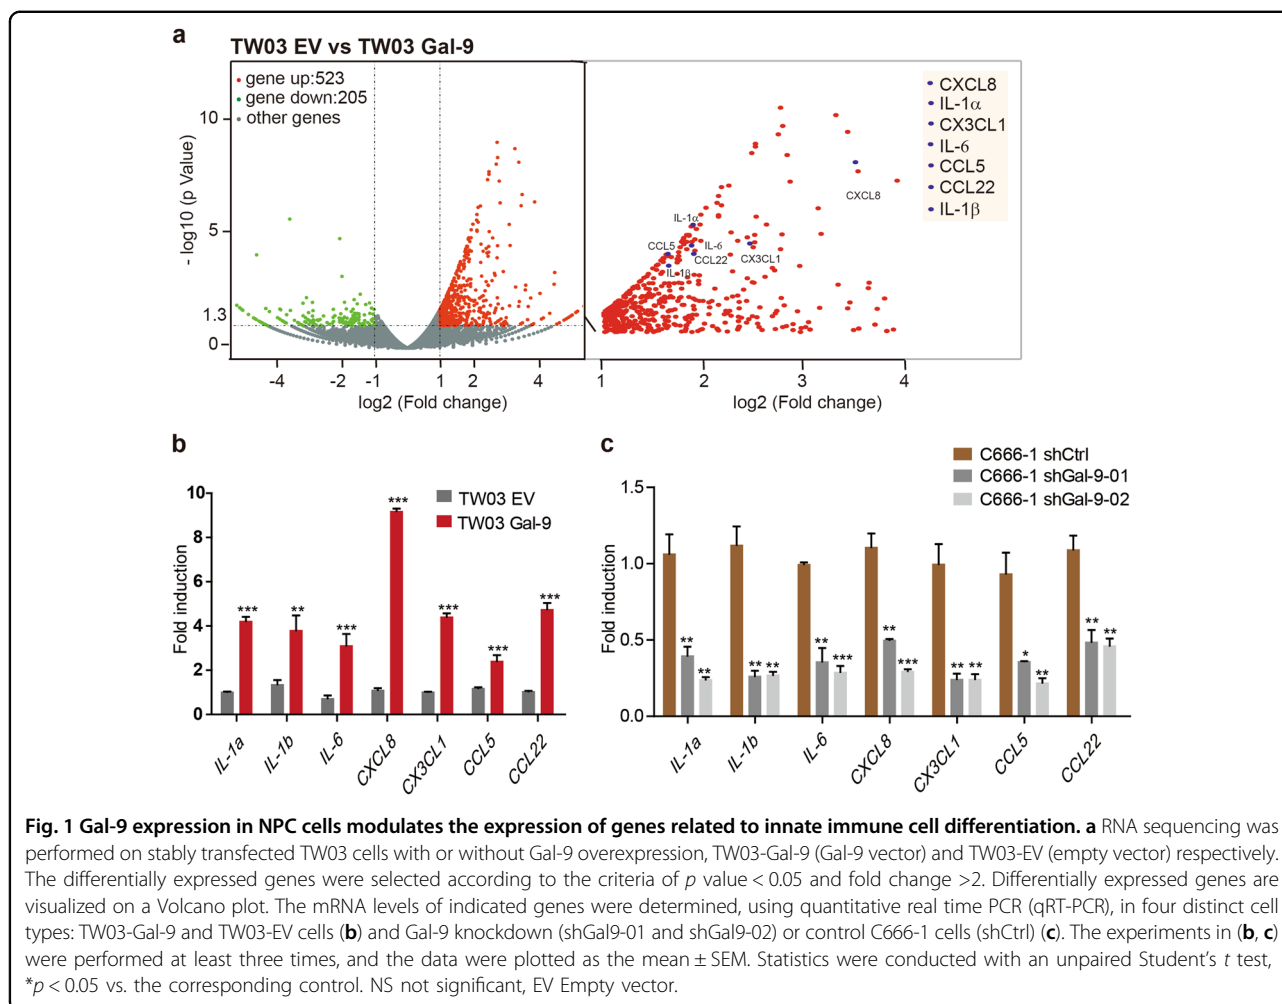 a
TW03 EV vs TW03 Gal-9
gene up:523
gene down:205
other genes
- log10 (p Value)
10
5
1.3
0
-4
-2
-1
1
2
4
log2 (Fold change)
CXCL8
IL-1α
CX3CL1
IL-6
CCL5
CCL22
IL-1β
CXCL8
IL-1α
CCL5
IL-6
CCL22
CX3CL1
IL-1β
1
2
3
4
log2 (Fold change)
b
TW03 EV
TW03 Gal-9
Fold induction
10
8
6
4
2
0
***
**
***
***
***
***
***
IL-1a
IL-1b
IL-6
CXCL8
CX3CL1
CCL5
CCL22
c
C666-1 shCtrl
C666-1 shGal-9-01
C666-1 shGal-9-02
Fold induction
1.5
1.0
0.5
0.0
** **
** **
** ***
** ***
** **
* **
** **
IL-1a
IL-1b
IL-6
CXCL8
CX3CL1
CCL5
CCL22
Fig. 1 Gal-9 expression in NPC cells modulates the expression of genes related to innate immune cell differentiation. a RNA sequencing was
performed on stably transfected TW03 cells with or without Gal-9 overexpression, TW03-Gal-9 (Gal-9 vector) and TW03-EV (empty vector) respectively.
The differentially expressed genes were selected according to the criteria of p value < 0.05 and fold change >2. Differentially expressed genes are
visualized on a Volcano plot. The mRNA levels of indicated genes were determined, using quantitative real time PCR (qRT-PCR), in four distinct cell
types: TW03-Gal-9 and TW03-EV cells (b) and Gal-9 knockdown (shGal9-01 and shGal9-02) or control C666-1 cells (shCtrl) (c). The experiments in (b, c)
were performed at least three times, and the data were plotted as the mean ± SEM. Statistics were conducted with an unpaired Student's t test,
*p < 0.05 vs. the corresponding control. NS not significant, EV Empty vector.